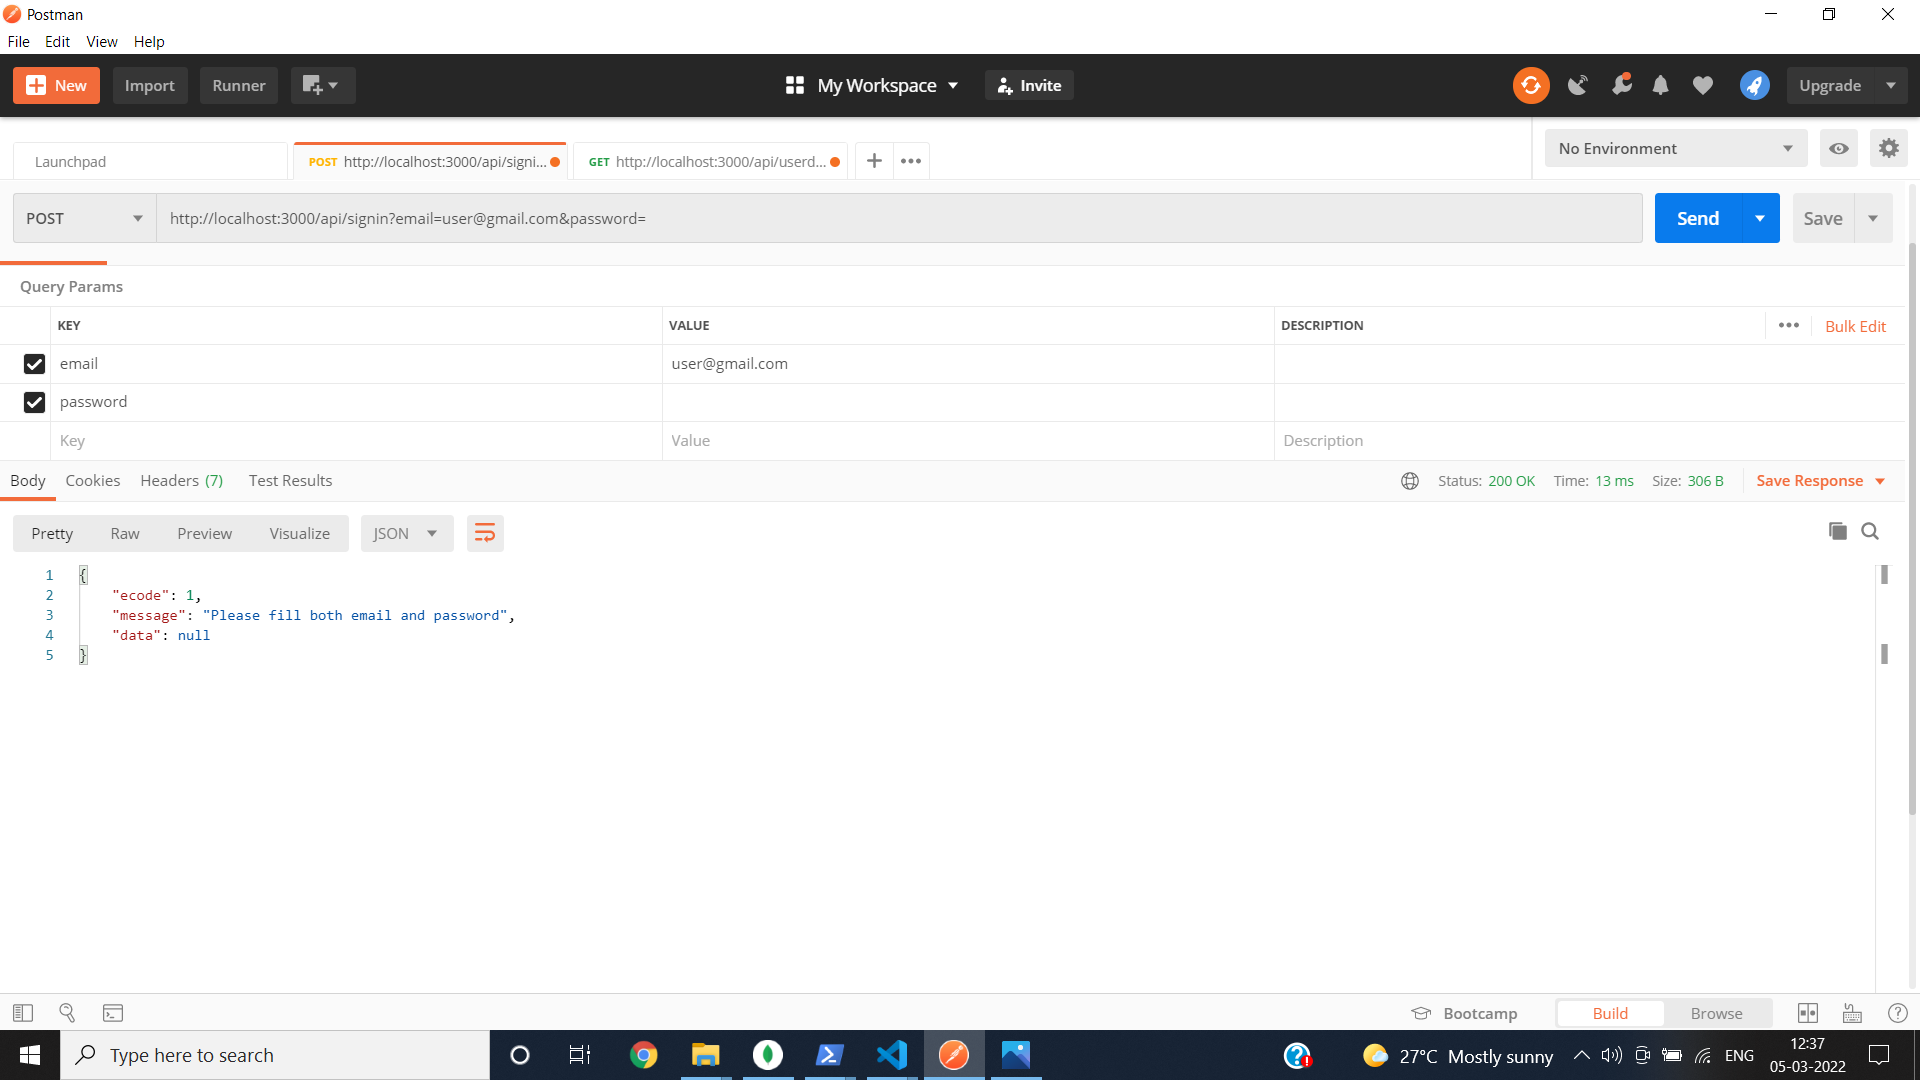 Postman
File Edit View Help
New Import Runner My Workspace Invite Upgrade
Launchpad POST http://localhost:3000/api/signi... GET http://localhost:3000/api/userd... No Environment
POST http://localhost:3000/api/signin?email=user@gmail.com&password= Send Save
Query Params
KEY VALUE DESCRIPTION Bulk Edit
email user@gmail.com
password
Key Value Description
Body Cookies Headers (7) Test Results Status: 200 OK Time: 13 ms Size: 306 B Save Response
Pretty Raw Preview Visualize JSON
1 {
2 "ecode": 1,
3 "message": "Please fill both email and password",
4 "data": null
5 }
Bootcamp Build Browse
Type here to search 27°C Mostly sunny ENG 12:37
05-03-2022